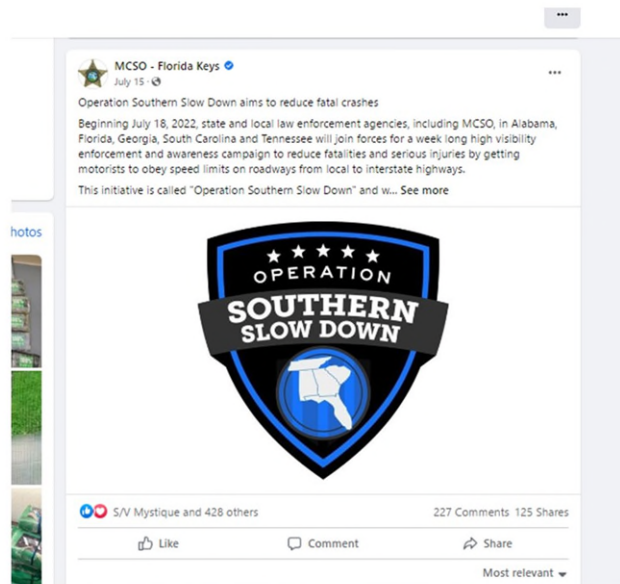 MCSO - Florida Keys
July 15 ·
Operation Southern Slow Down aims to reduce fatal crashes
Beginning July 18, 2022, state and local law enforcement agencies, including MCSO, in Alabama,
Florida, Georgia, South Carolina and Tennessee will join forces for a week long high visibility
enforcement and awareness campaign to reduce fatalities and serious injuries by getting
motorists to obey speed limits on roadways from local to interstate highways.
This initiative is called "Operation Southern Slow Down" and w... See more
hotos
OPERATION
SOUTHERN
SLOW DOWN
S/V Mystique and 428 others
227 Comments 125 Shares
Like
Comment
Share
Most relevant